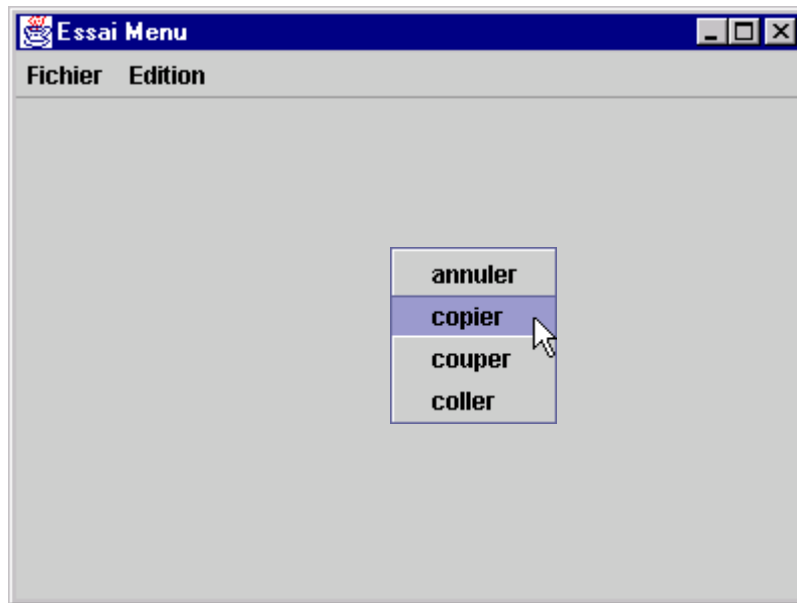 Essai Menu
Fichier Edition
annuler
copier
couper
coller